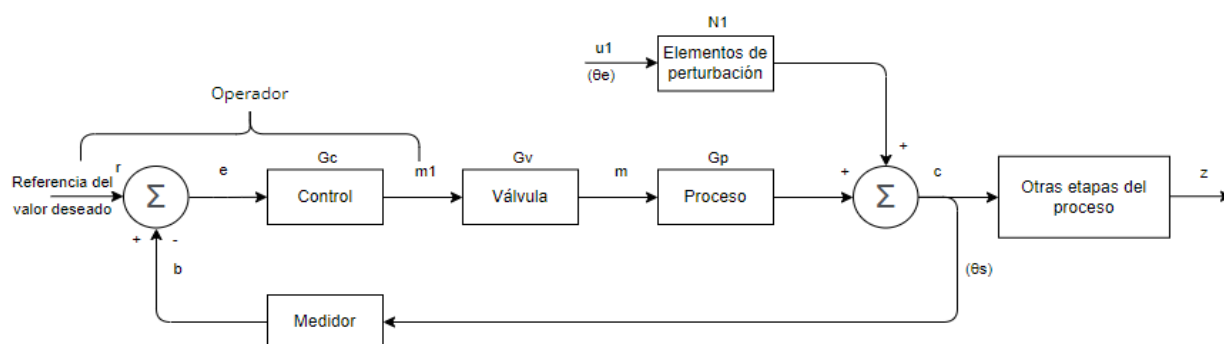 N1
u1
(θe)
Elementos de
perturbación
Operador
+
r
e
Gc
m1
Gv
m
Gp
+
c
z
Referencia del
valor deseado
Σ
Control
Válvula
Proceso
Σ
Otras etapas del
proceso
+
-
b
(θs)
Medidor